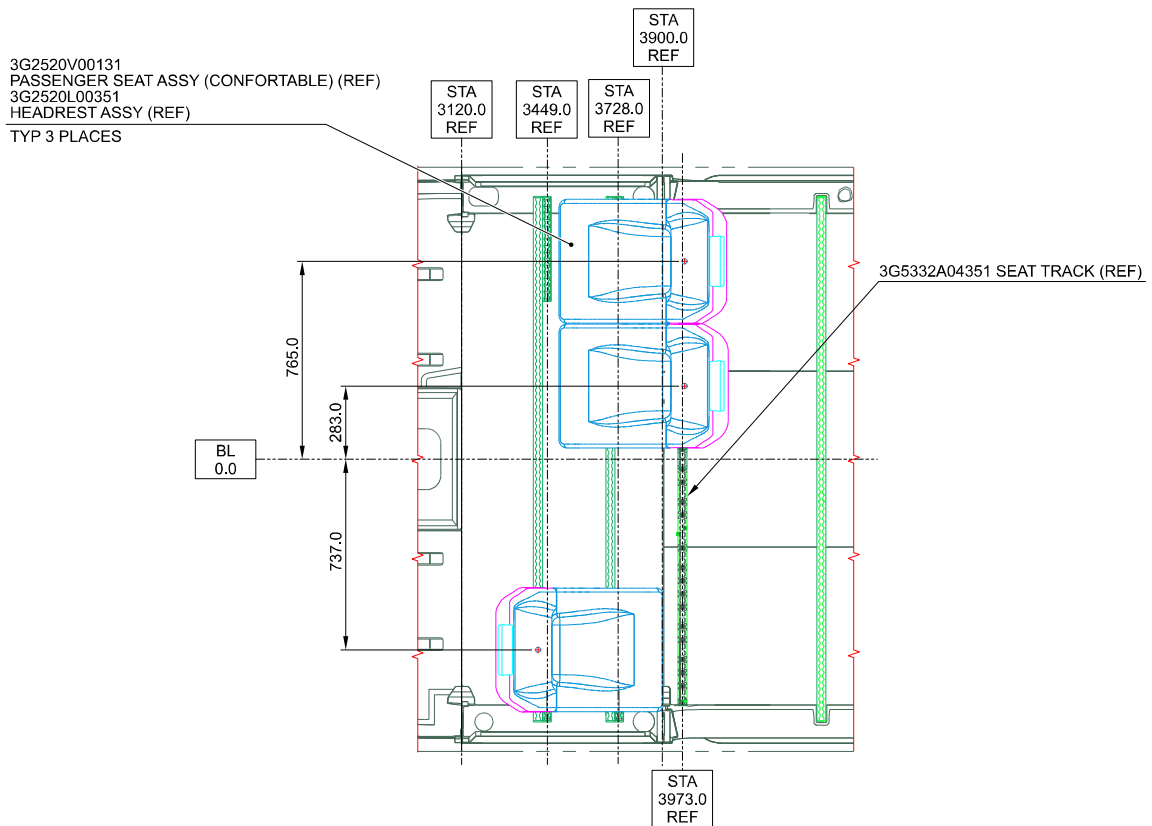 STA
3900.0
REF
3G2520V00131
PASSENGER SEAT ASSY (CONFORTABLE) (REF)
3G2520L00351
HEADREST ASSY (REF)
TYP 3 PLACES
STA
3120.0
REF
STA
3449.0
REF
STA
3728.0
REF
3G5332A04351 SEAT TRACK (REF)
765.0
283.0
BL
0.0
737.0
STA
3973.0
REF